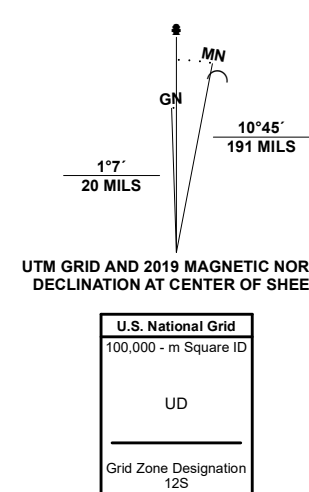 MN
GN
10°45´
191 MILS
1°7´
20 MILS
UTM GRID AND 2019 MAGNETIC NOR
DECLINATION AT CENTER OF SHEE
U.S. National Grid
100,000 - m Square ID
UD
Grid Zone Designation
12S